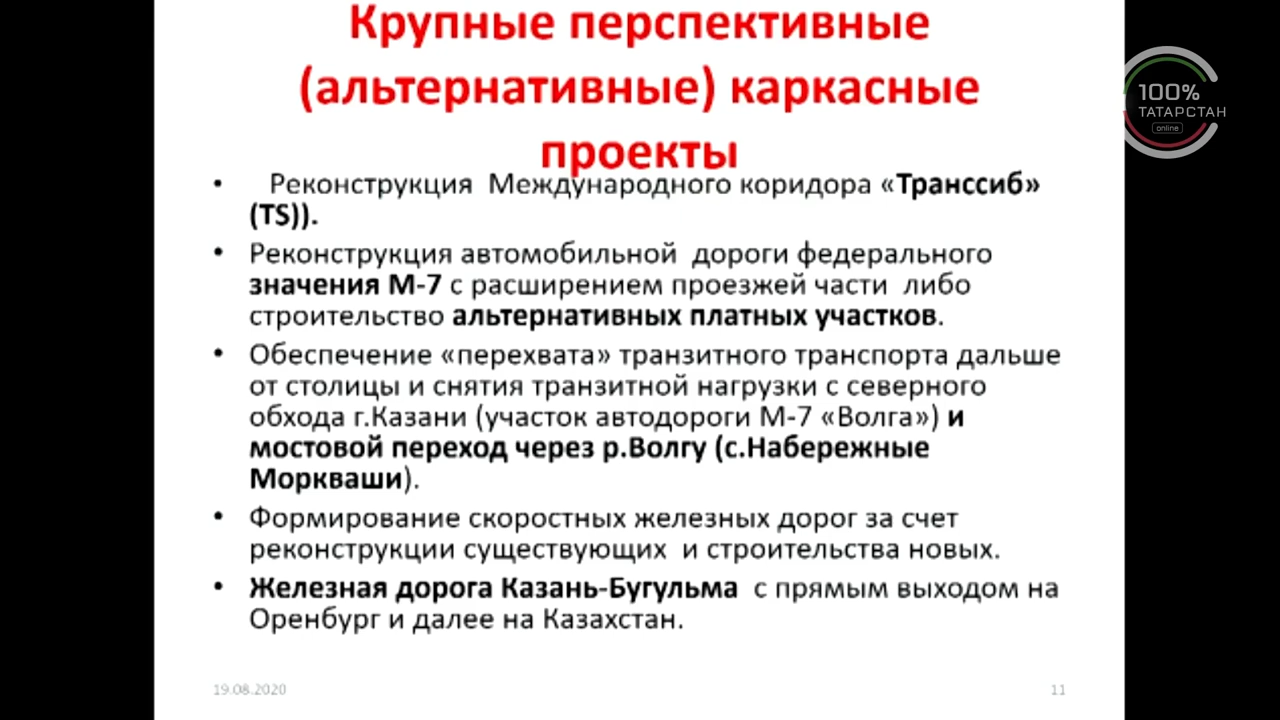 Крупные перспективные
(альтернативные) каркасные
проекты
• Реконструкция Международного коридора «Транссиб»
(TS)).
• Реконструкция автомобильной дороги федерального
значения М-7 с расширением проезжей части либо
строительство альтернативных платных участков.
• Обеспечение «перехвата» транзитного транспорта дальше
от столицы и снятия транзитной нагрузки с северного
обхода г.Казани (участок автодороги М-7 «Волга») и
мостовой переход через р.Волгу (с.Набережные
Моркваши).
• Формирование скоростных железных дорог за счет
реконструкции существующих и строительства новых.
• Железная дорога Казань-Бугульма с прямым выходом на
Оренбург и далее на Казахстан.
19.08.2020
11
100%
ТАТАРСТАН
online